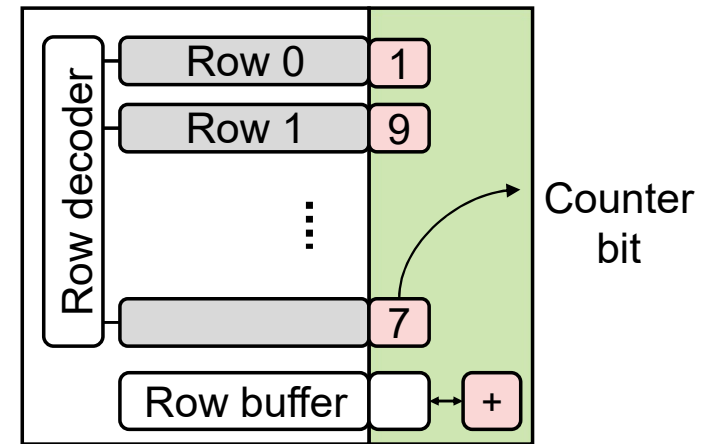 Row decoder
Row 0
1
Row 1
9
....
7
Counter
bit
Row buffer
+